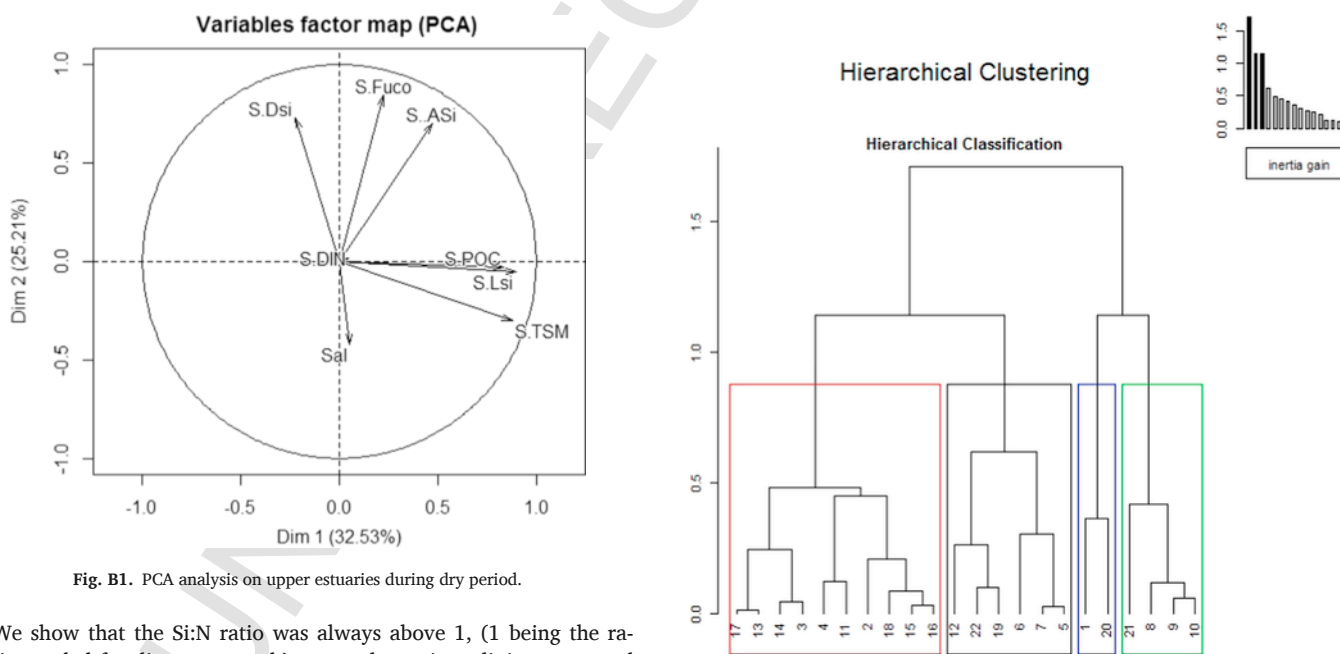 Variables factor map (PCA)
1.0
0.5
0.0
-0.5
-1.0
Dim 2 (25.21%)
S.Dsi
S.Fuco
S..ASi
S.DIN
S.POC
S.Lsi
S.TSM
Sal
-1.0 -0.5 0.0 0.5 1.0
Dim 1 (32.53%)
Fig. B1. PCA analysis on upper estuaries during dry period.
We show that the Si:N ratio was always above 1, (1 being the ra-
Hierarchical Clustering
1.5
1.0
0.5
0.0
inertia gain
Hierarchical Classification
1.5
1.0
0.5
0.0
17 13 14 3 4 11 2 18 15 16 12 22 19 6 7 5 1 20 21 8 9 10